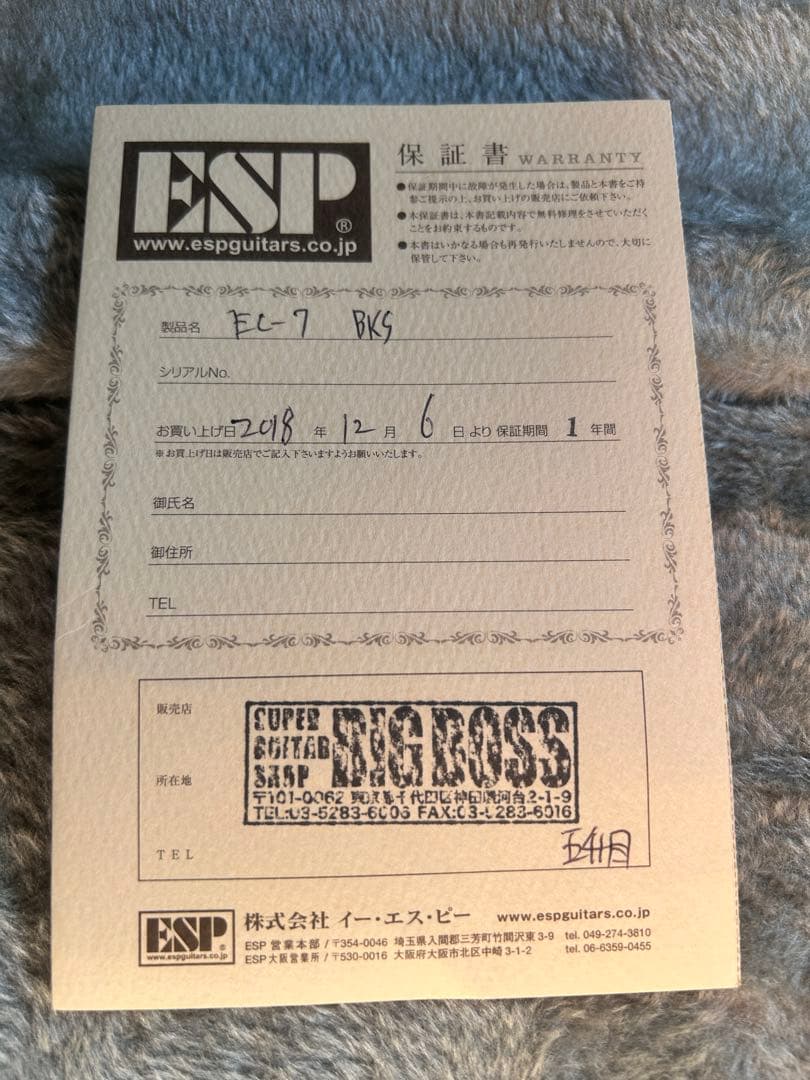 ESP®
www.espguitars.co.jp
保証書 WARRANTY
●保証期間中に故障が発生した場合は、製品と本書をご持
参ご提示の上、お買い上げの販売店にご依頼下さい。
●本保証書は、本書記載内容で無料修理をさせていただく
ことをお約束するものです。
●本書はいかなる場合も再発行いたしませんので、大切に
保管して下さい。
製品名 EC-7 BKS
シリアルNo.
お買い上げ日 2018 年 12 月 6 日より 保証期間 1 年間
※お買上げ日は販売店でご記入下さいますようお願いいたします。
御氏名
御住所
TEL
販売店
所在地
TEL
SUPER
GUITAR
SHOP
BIGBOSS
〒101-0062 東京都千代田区神田駿河台2-1-9
TEL:03-5283-6006 FAX:03-5283-6016
ESP®
www.espguitars.co.jp
株式会社 イー・エス・ピー www.espguitars.co.jp
ESP 営業本部 / 〒354-0046 埼玉県入間郡三芳町竹間沢東3-9 tel. 049-274-3810
ESP大阪営業所 / 〒530-0016 大阪府大阪市北区中崎3-1-2 tel. 06-6359-0455